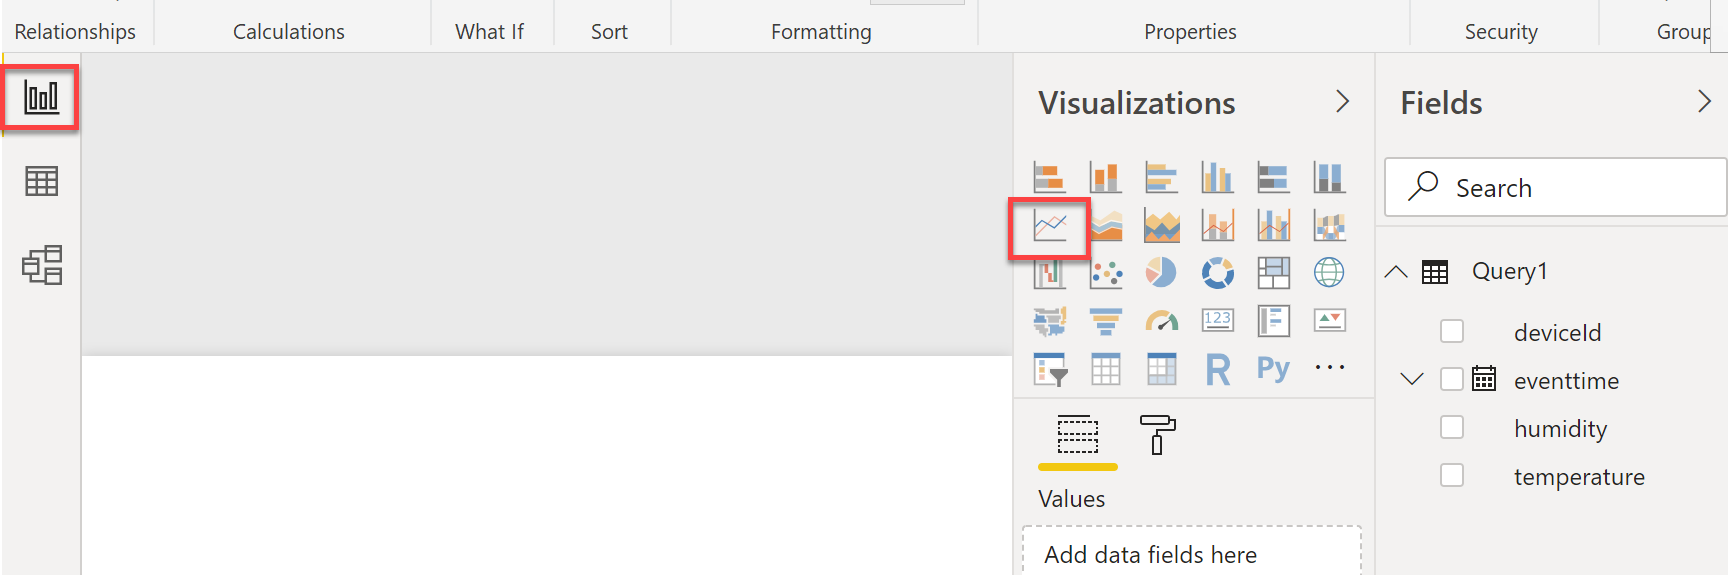 Relationships
Calculations
What If
Sort
Formatting
Properties
Security
Group
Visualizations
Fields
Search
123
R
Py
Query1
deviceId
eventtime
humidity
temperature
Values
Add data fields here